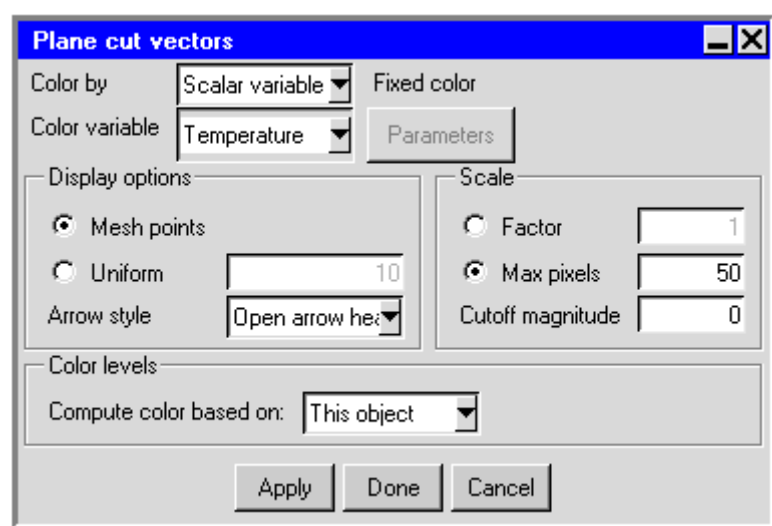 Plane cut vectors
Color by Scalar variable Fixed color
Color variable Temperature Parameters
Display options Scale
Mesh points Factor 1
Uniform 10 Max pixels 50
Arrow style Open arrow hea Cutoff magnitude 0
Color levels
Compute color based on: This object
Apply Done Cancel